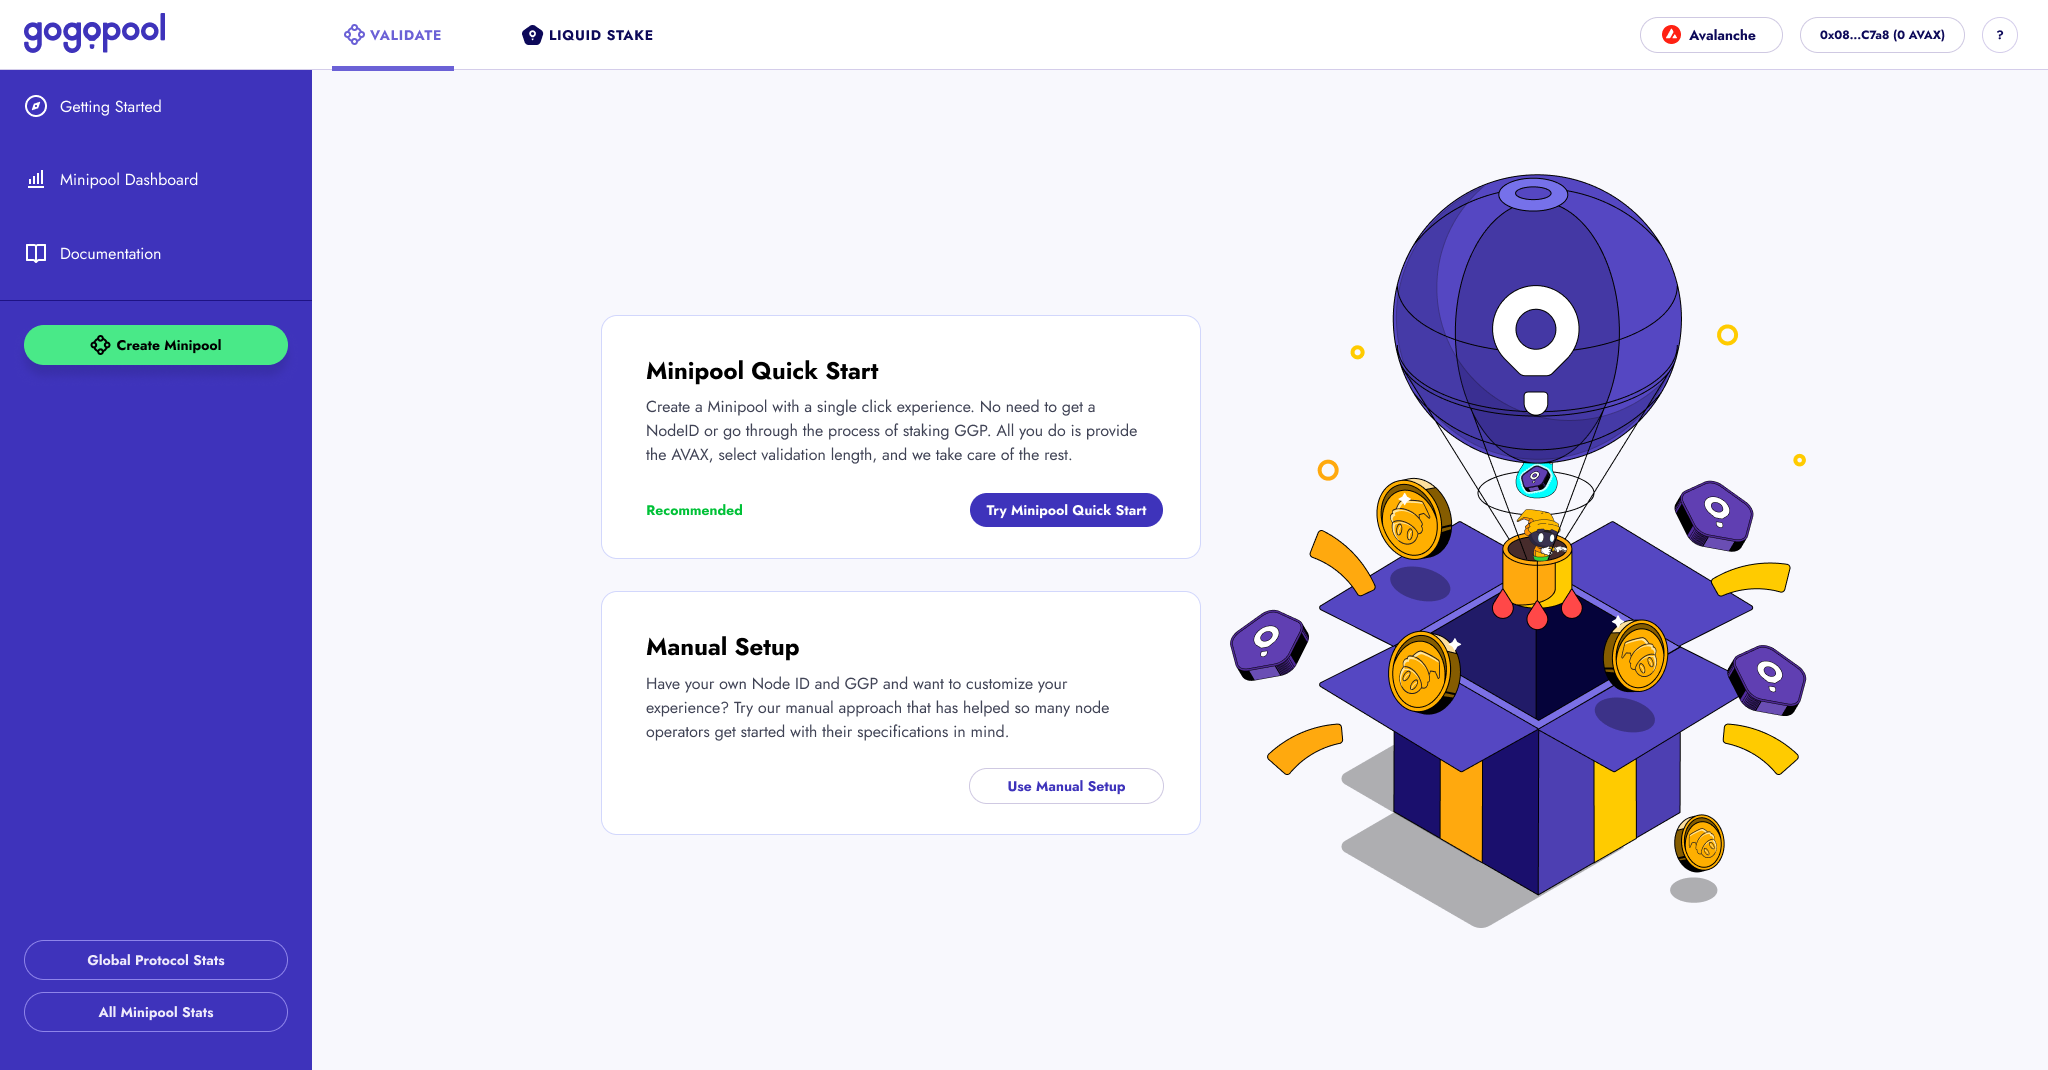 gogopool
VALIDATE
LIQUID STAKE
Avalanche
0x08...C7a8 (0 AVAX)
?
Getting Started
Minipool Dashboard
Documentation
Create Minipool
Minipool Quick Start
Create a Minipool with a single click experience. No need to get a
NodeID or go through the process of staking GGP. All you do is provide
the AVAX, select validation length, and we take care of the rest.
Recommended
Try Minipool Quick Start
Manual Setup
Have your own Node ID and GGP and want to customize your
experience? Try our manual approach that has helped so many node
operators get started with their specifications in mind.
Use Manual Setup
Global Protocol Stats
All Minipool Stats